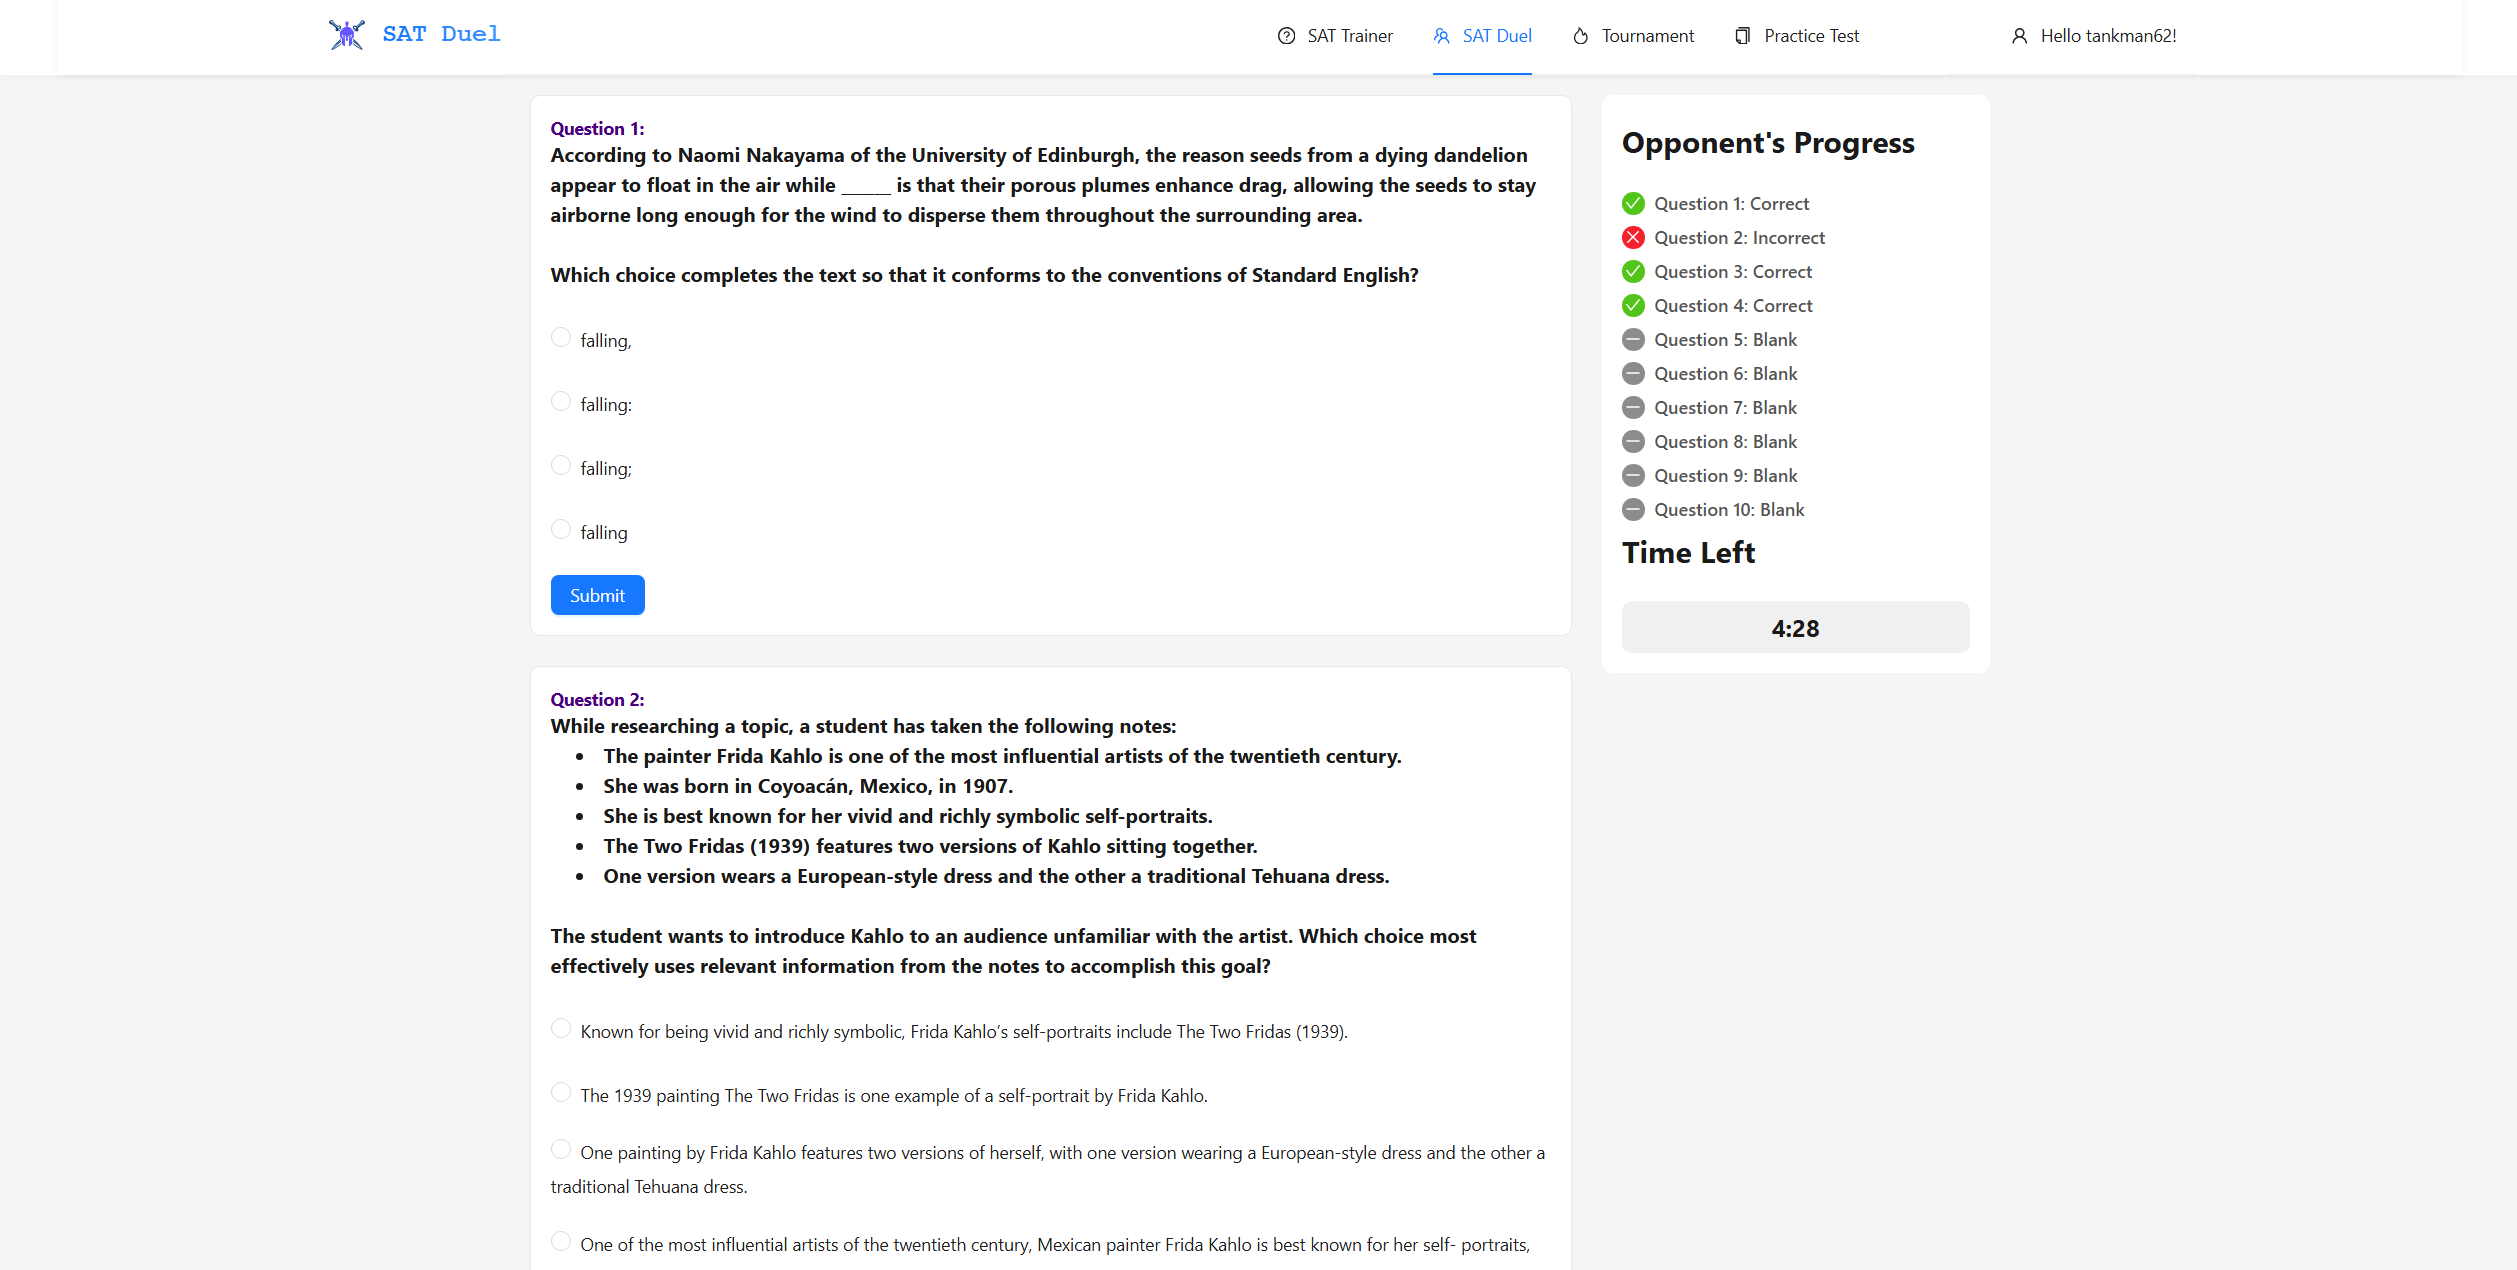 SAT Duel
SAT Trainer
SAT Duel
Tournament
Practice Test
Hello tankman62!
Question 1:
According to Naomi Nakayama of the University of Edinburgh, the reason seeds from a dying dandelion
appear to float in the air while ______ is that their porous plumes enhance drag, allowing the seeds to stay
airborne long enough for the wind to disperse them throughout the surrounding area.
Which choice completes the text so that it conforms to the conventions of Standard English?
falling,
falling:
falling;
falling
Submit
Question 2:
While researching a topic, a student has taken the following notes:
• The painter Frida Kahlo is one of the most influential artists of the twentieth century.
• She was born in Coyoacán, Mexico, in 1907.
• She is best known for her vivid and richly symbolic self-portraits.
• The Two Fridas (1939) features two versions of Kahlo sitting together.
• One version wears a European-style dress and the other a traditional Tehuana dress.
The student wants to introduce Kahlo to an audience unfamiliar with the artist. Which choice most
effectively uses relevant information from the notes to accomplish this goal?
Known for being vivid and richly symbolic, Frida Kahlo’s self-portraits include The Two Fridas (1939).
The 1939 painting The Two Fridas is one example of a self-portrait by Frida Kahlo.
One painting by Frida Kahlo features two versions of herself, with one version wearing a European-style dress and the other a
traditional Tehuana dress.
One of the most influential artists of the twentieth century, Mexican painter Frida Kahlo is best known for her self- portraits,
Opponent's Progress
Question 1: Correct
Question 2: Incorrect
Question 3: Correct
Question 4: Correct
Question 5: Blank
Question 6: Blank
Question 7: Blank
Question 8: Blank
Question 9: Blank
Question 10: Blank
Time Left
4:28